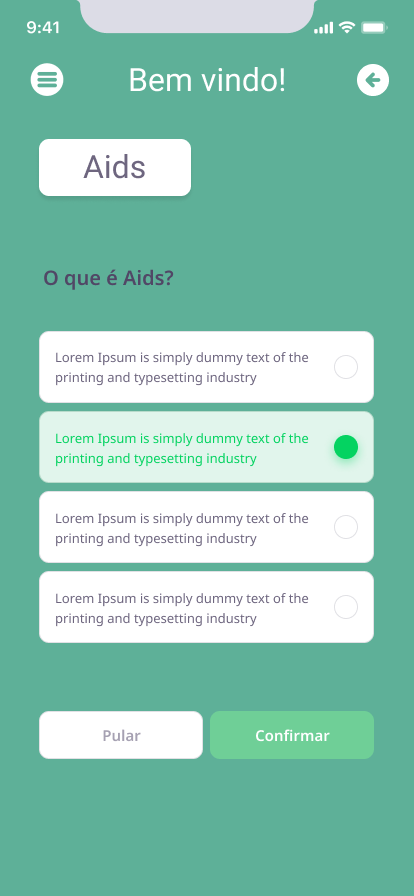 9:41
Bem vindo!
Aids
O que é Aids?
Lorem Ipsum is simply dummy text of the
printing and typesetting industry
Lorem Ipsum is simply dummy text of the
printing and typesetting industry
Lorem Ipsum is simply dummy text of the
printing and typesetting industry
Lorem Ipsum is simply dummy text of the
printing and typesetting industry
Pular
Confirmar